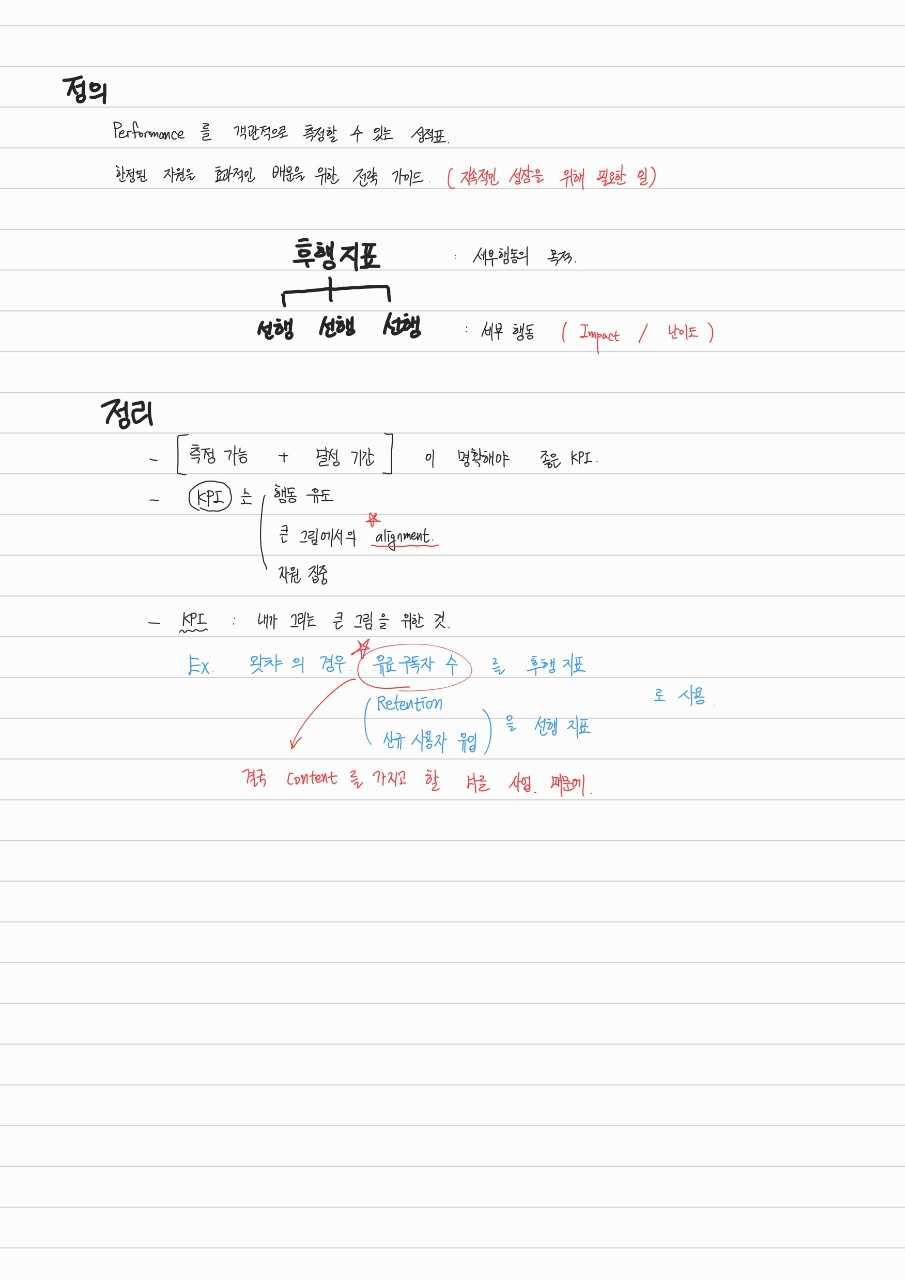 정의
Performance 를 객관적으로 측정할 수 있는 성적표.
한정된 자원을 효과적인 배운을 위한 전략 가이드. (지속적인 성장을 위해 필요한 일)
후행지표 : 세부행동의 목적.
선행 선행 선행 : 세부 행동 ( Impact / 난이도 )
정리
- [측정 가능 + 달성 기간] 이 명확해야 좋은 KPI.
- KPI 는 행동 유도
큰 그림에서의 ☆ alignment.
자원 집중
- KPI : 내가 그리는 큰 그림을 위한 것.
Ex. 왓챠 의 경우. ☆ 유료 구독자 수 를 후행 지표
로 사용.
(Retention
신규 사용자 유입) 을 선행 지표
결국 Content 를 가지고 할 사업. 때문에.